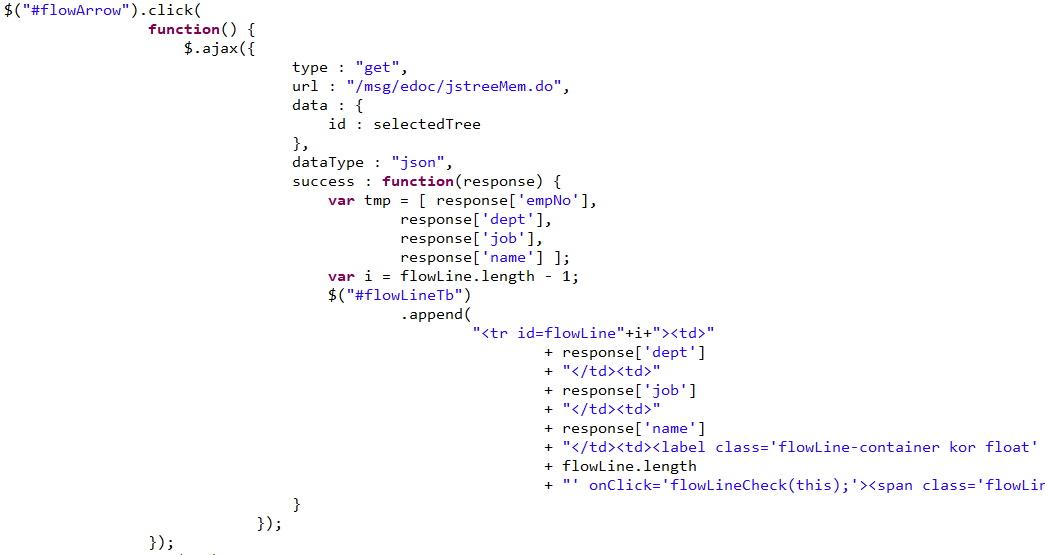 $("#flowArrow").click(
function() {
$.ajax({
type : "get",
url : "/msg/edoc/jstreeMem.do",
data : {
id : selectedTree
},
dataType : "json",
success : function(response) {
var tmp = [ response['empNo'],
response['dept'],
response['job'],
response['name'] ];
var i = flowLine.length - 1;
$("#flowLineTb")
.append(
"<tr id=flowLine"+i+"><td>"
+ response['dept']
+ "</td><td>"
+ response['job']
+ "</td><td>"
+ response['name']
+ "</td><td><label class='flowLine-container kor float'
+ flowLine.length
+ "' onClick='flowLineCheck(this);'><span class='flowLin
}
});
});